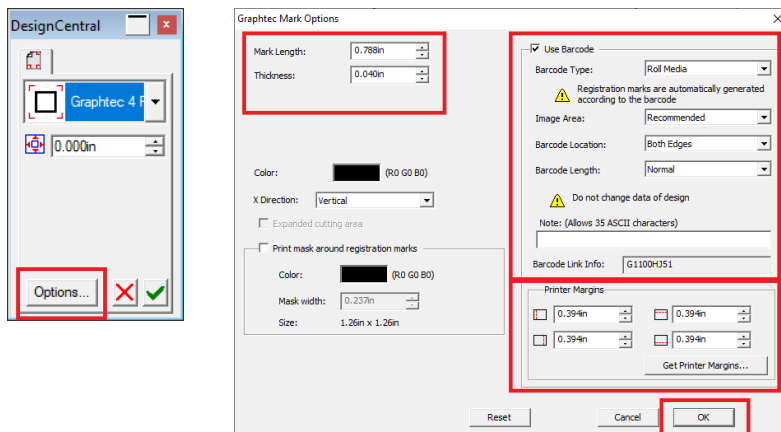 DesignCentral
Graphtec 4 F
0.000in
Options...
Graphtec Mark Options
Mark Length: 0.788in
Thickness: 0.040in
Color: (R0 G0 B0)
X Direction: Vertical
Expanded cutting area
Print mask around registration marks
Color: (R0 G0 B0)
Mask width: 0.237in
Size: 1.26in x 1.26in
Use Barcode
Barcode Type: Roll Media
Registration marks are automatically generated
according to the barcode
Image Area: Recommended
Barcode Location: Both Edges
Barcode Length: Normal
Do not change data of design
Note: (Allows 35 ASCII characters)
Barcode Link Info: G1100HJ51
Printer Margins
0.394in 0.394in
0.394in 0.394in
Get Printer Margins...
Reset Cancel OK